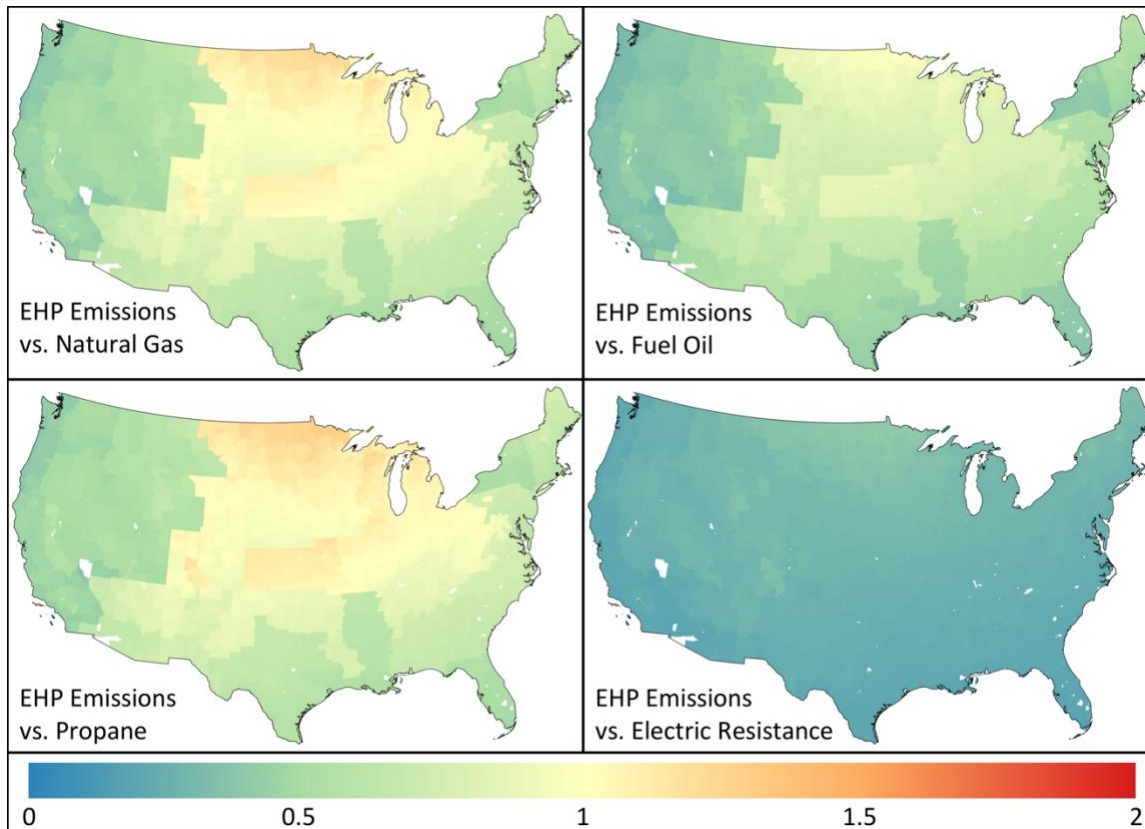 EHP Emissions
vs. Natural Gas
EHP Emissions
vs. Fuel Oil
EHP Emissions
vs. Propane
EHP Emissions
vs. Electric Resistance
0 0.5 1 1.5 2